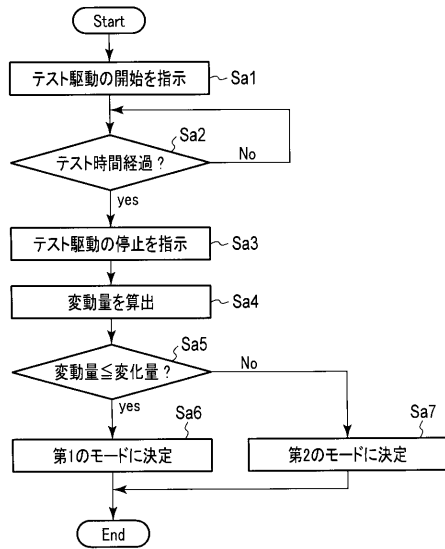 Start
テスト駆動の開始を指示
Sa1
Sa2
テスト時間経過?
No
yes
テスト駆動の停止を指示
Sa3
変動量を算出
Sa4
Sa5
変動量≦変化量?
No
yes
Sa6
第1のモードに決定
Sa7
第2のモードに決定
End